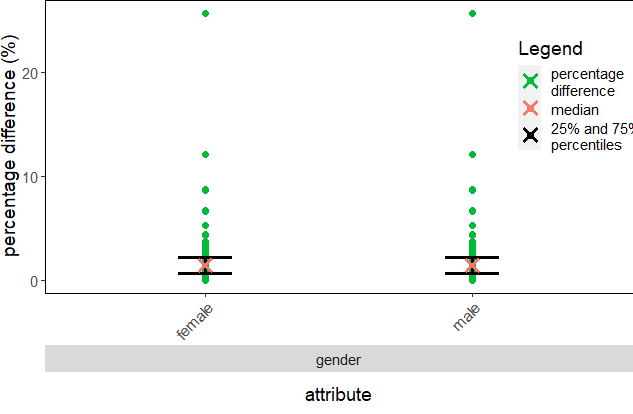 percentage difference (%)
20
10
0
Legend
percentage
difference
median
25% and 75%
percentiles
female
male
gender
attribute